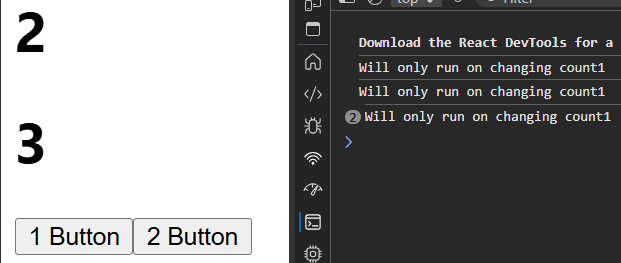 2
3
1 Button 2 Button
top
Filter
Download the React DevTools for a
Will only run on changing count1
Will only run on changing count1
2 Will only run on changing count1